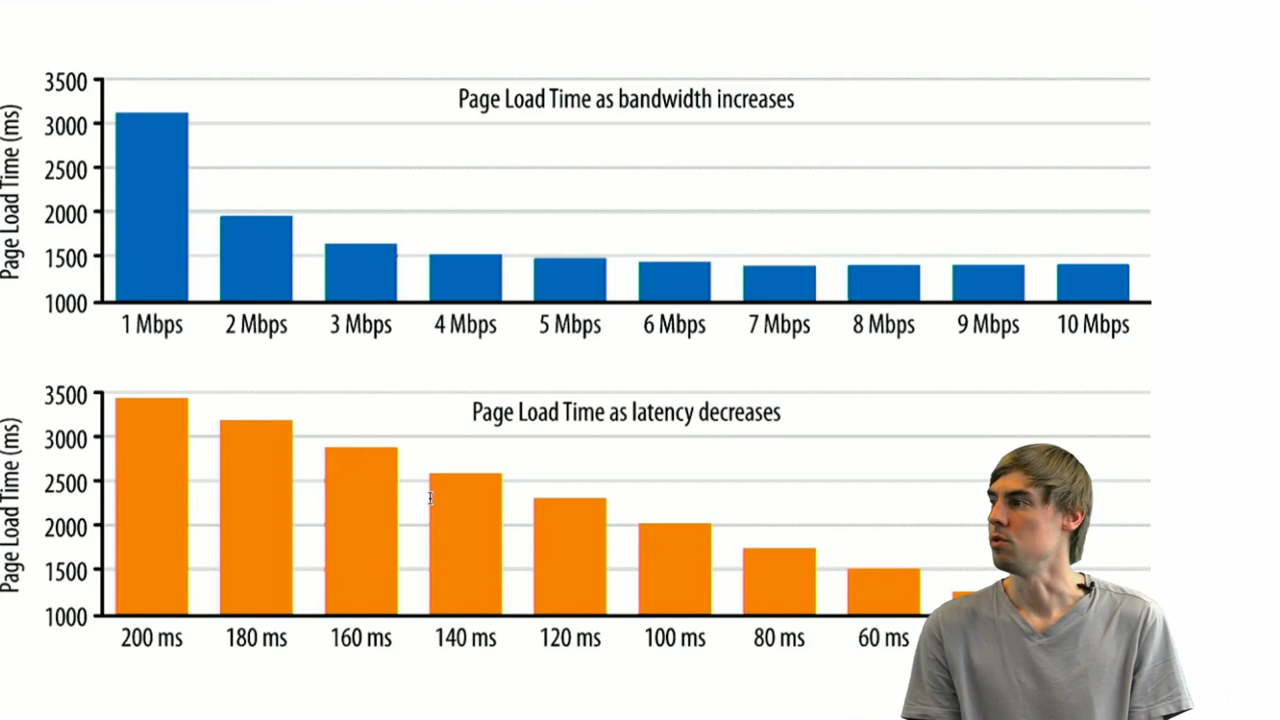 Page Load Time as bandwidth increases
Page Load Time (ms)
3500
3000
2500
2000
1500
1000
1 Mbps 2 Mbps 3 Mbps 4 Mbps 5 Mbps 6 Mbps 7 Mbps 8 Mbps 9 Mbps 10 Mbps
Page Load Time as latency decreases
Page Load Time (ms)
3500
3000
2500
2000
1500
1000
200 ms 180 ms 160 ms 140 ms 120 ms 100 ms 80 ms 60 ms